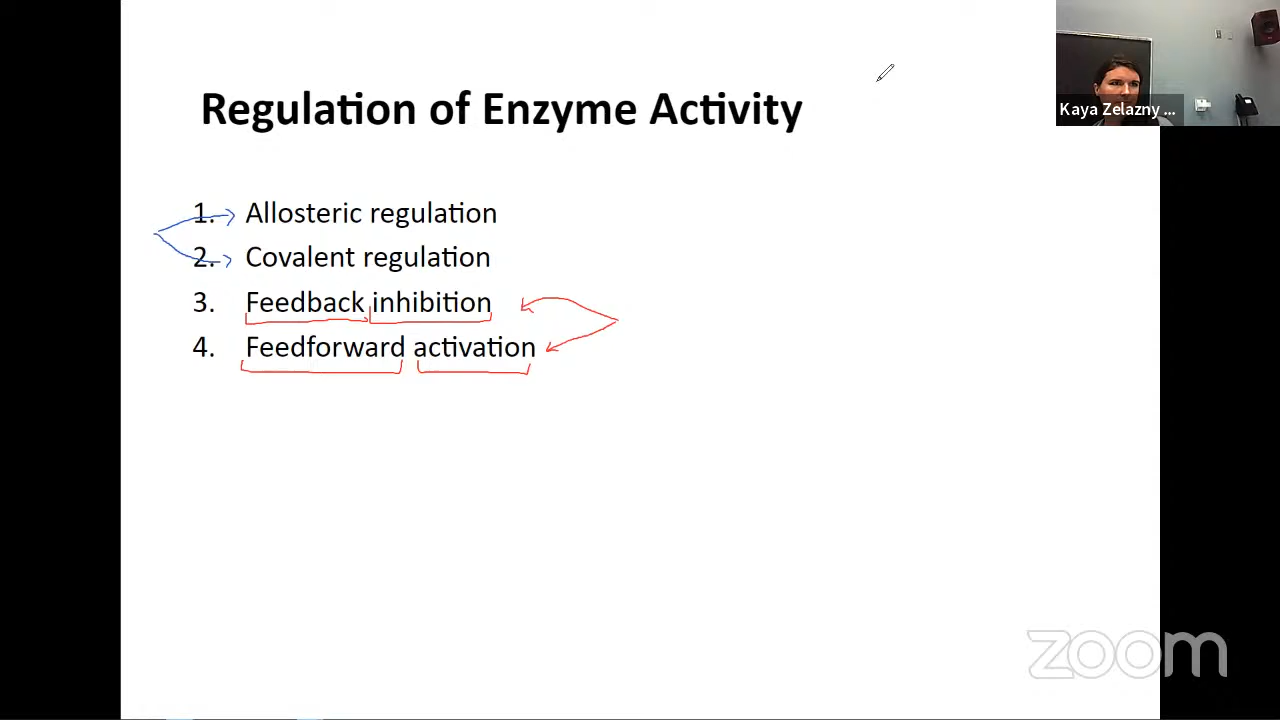 Kaya Zelazny ...
Regulation of Enzyme Activity
1. Allosteric regulation
2. Covalent regulation
3. Feedback inhibition
4. Feedforward activation
zoom